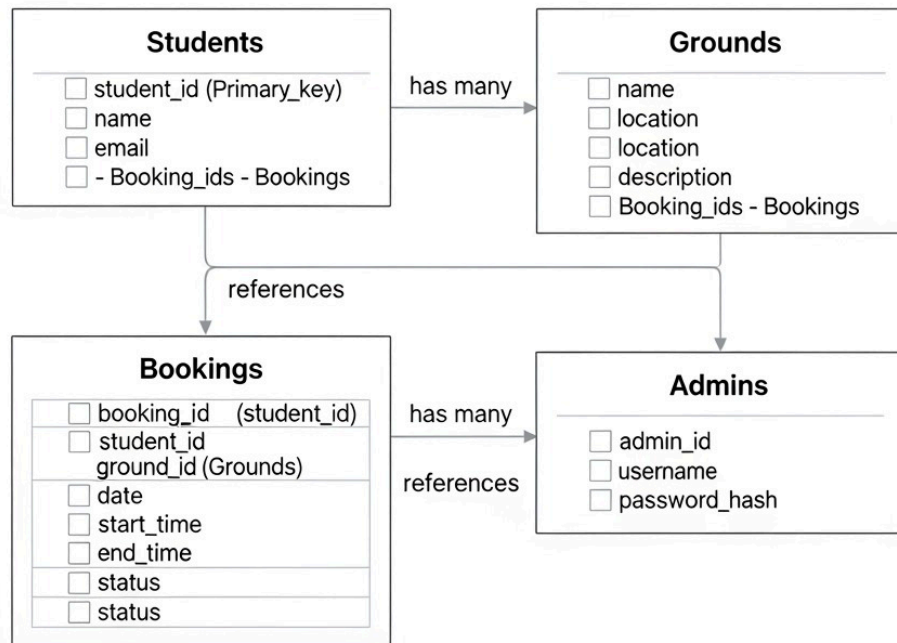 Students
student_id (Primary_key)
name
email
- Booking_ids - Bookings
has many
Grounds
name
location
location
description
Booking_ids - Bookings
references
Bookings
booking_id (student_id)
student_id
ground_id (Grounds)
date
start_time
end_time
status
status
has many
references
Admins
admin_id
username
password_hash